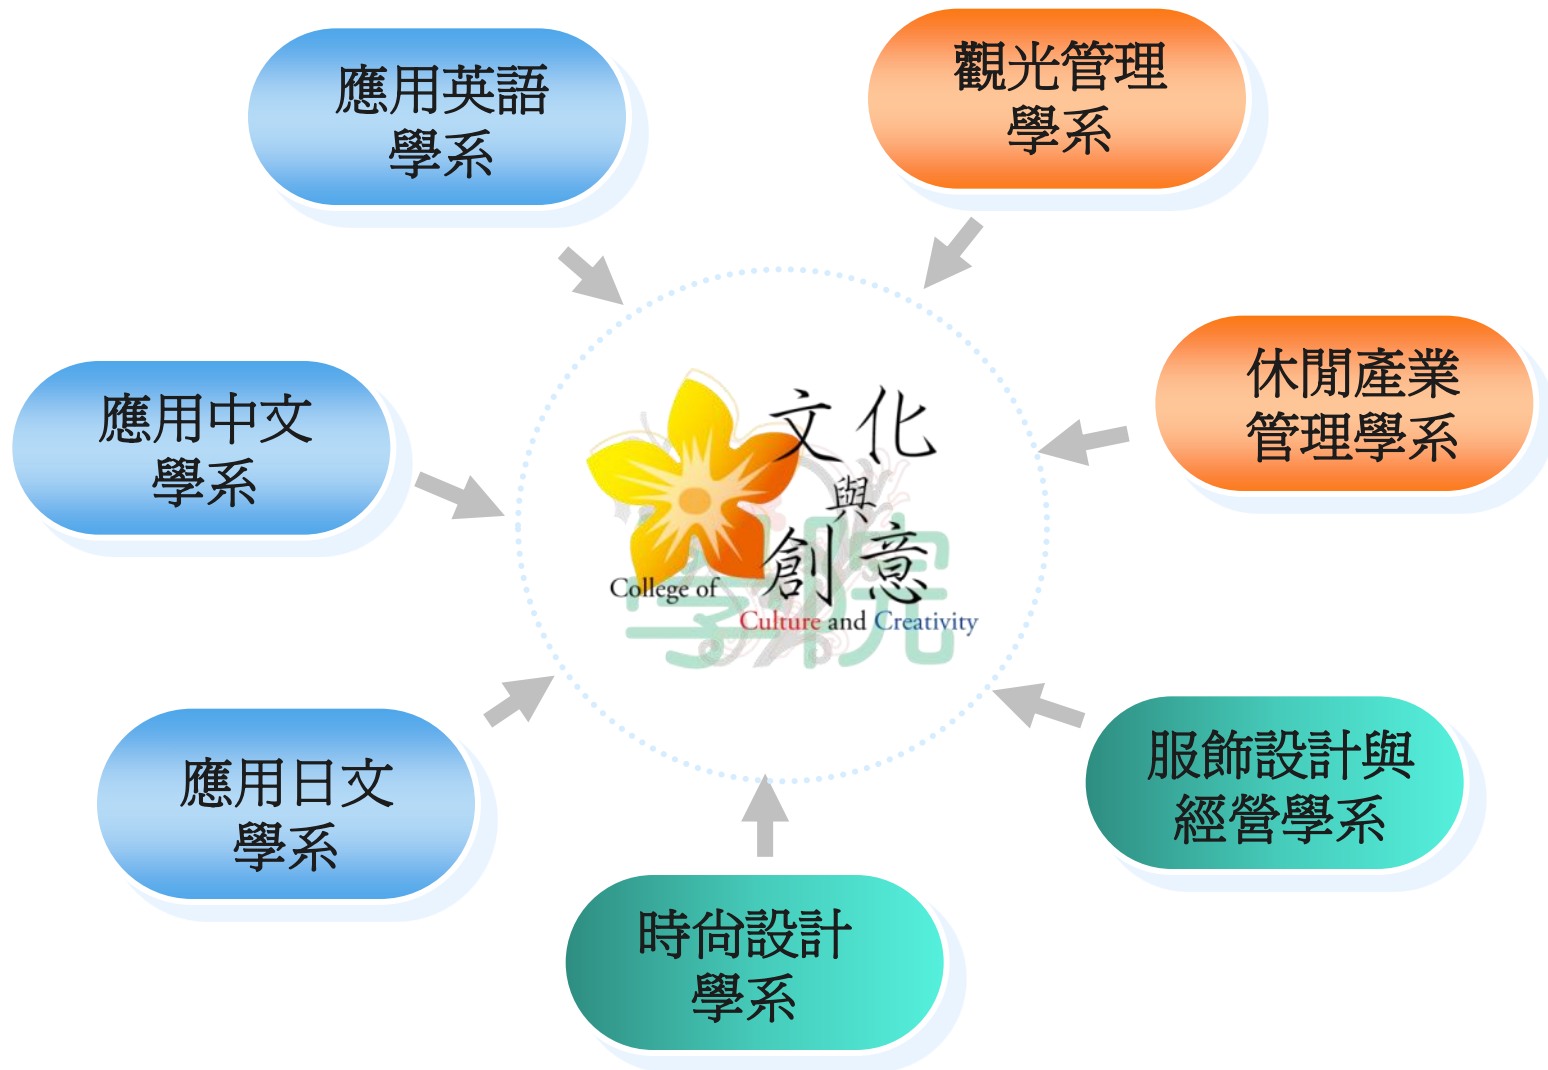 應用英語
學系
觀光管理
學系
應用中文
學系
休閒產業
管理學系
文化
與
創意
學院
College of
Culture and Creativity
應用日文
學系
服飾設計與
經營學系
時尚設計
學系